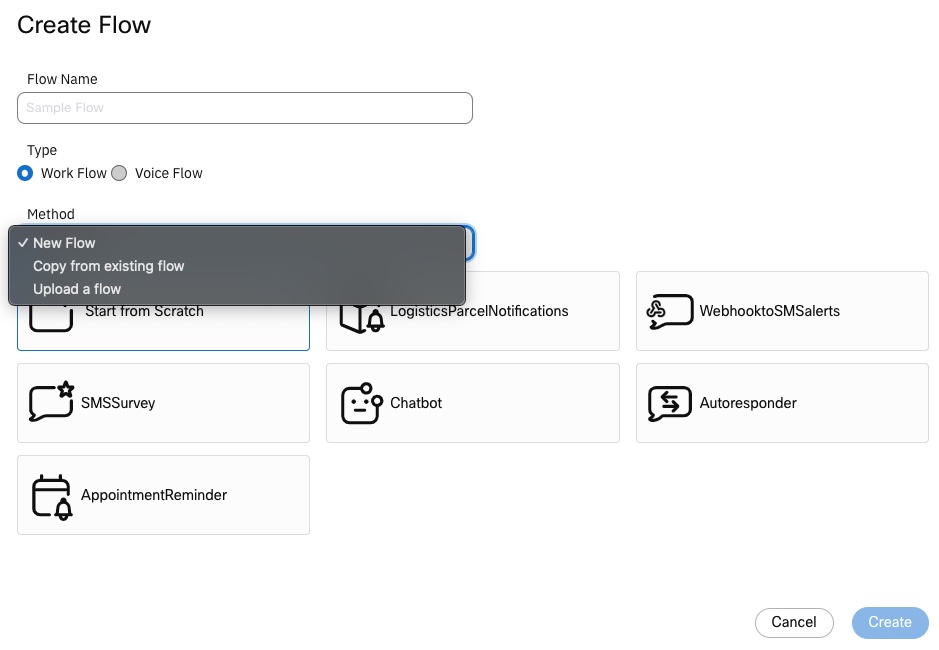 Create Flow
Flow Name
Sample Flow
Type
Work Flow Voice Flow
Method
✓ New Flow
Copy from existing flow
Upload a flow
Start from Scratch
LogisticsParcelNotifications
WebhooktoSMSalerts
SMSSurvey
Chatbot
Autoresponder
AppointmentReminder
Cancel
Create